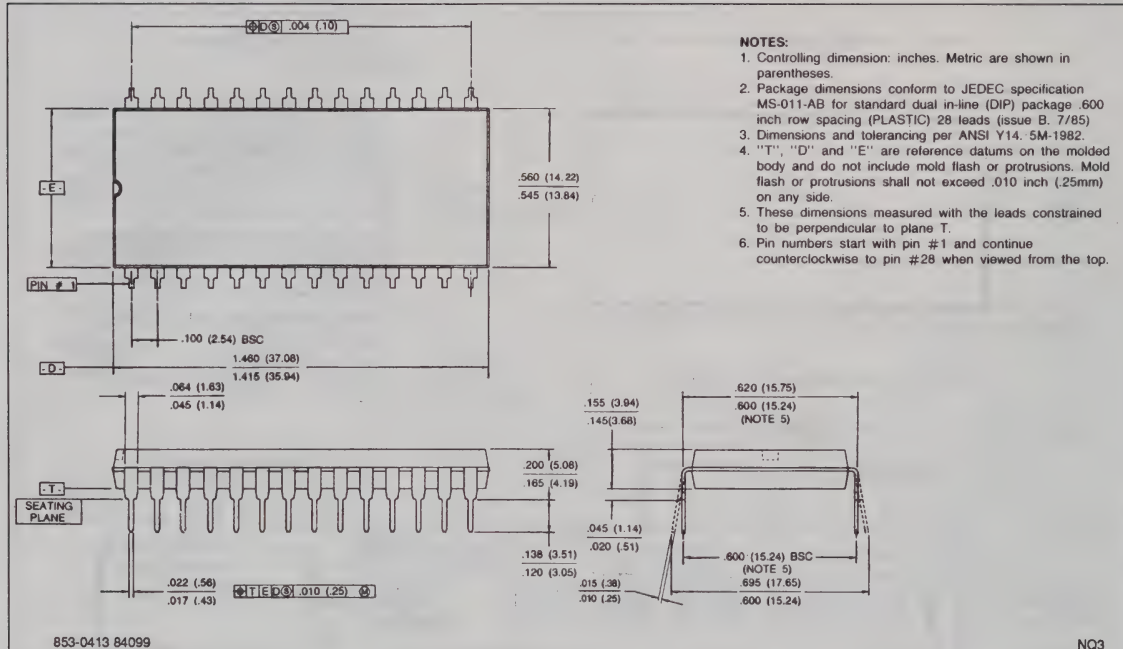 ⌖ D Ⓢ .004 (.10)
NOTES:
1. Controlling dimension: inches. Metric are shown in
parentheses.
2. Package dimensions conform to JEDEC specification
MS-011-AB for standard dual in-line (DIP) package .600
inch row spacing (PLASTIC) 28 leads (issue B. 7/85)
3. Dimensions and tolerancing per ANSI Y14. 5M-1982.
4. "T", "D" and "E" are reference datums on the molded
body and do not include mold flash or protrusions. Mold
flash or protrusions shall not exceed .010 inch (.25mm)
on any side.
5. These dimensions measured with the leads constrained
to be perpendicular to plane T.
6. Pin numbers start with pin #1 and continue
counterclockwise to pin #28 when viewed from the top.
-E-
.560 (14.22)
.545 (13.84)
PIN # 1
.100 (2.54) BSC
-D-
1.460 (37.08)
1.415 (35.94)
.064 (1.63)
.045 (1.14)
.200 (5.08)
.165 (4.19)
-T-
SEATING
PLANE
.138 (3.51)
.120 (3.05)
.022 (.56)
.017 (.43)
⌖ T E D Ⓢ .010 (.25) Ⓜ
.620 (15.75)
.600 (15.24)
(NOTE 5)
.155 (3.94)
.145(3.68)
.045 (1.14)
.020 (.51)
.600 (15.24) BSC
(NOTE 5)
.015 (.38)
.010 (.25)
.695 (17.65)
.600 (15.24)
853-0413 84099
NQ3